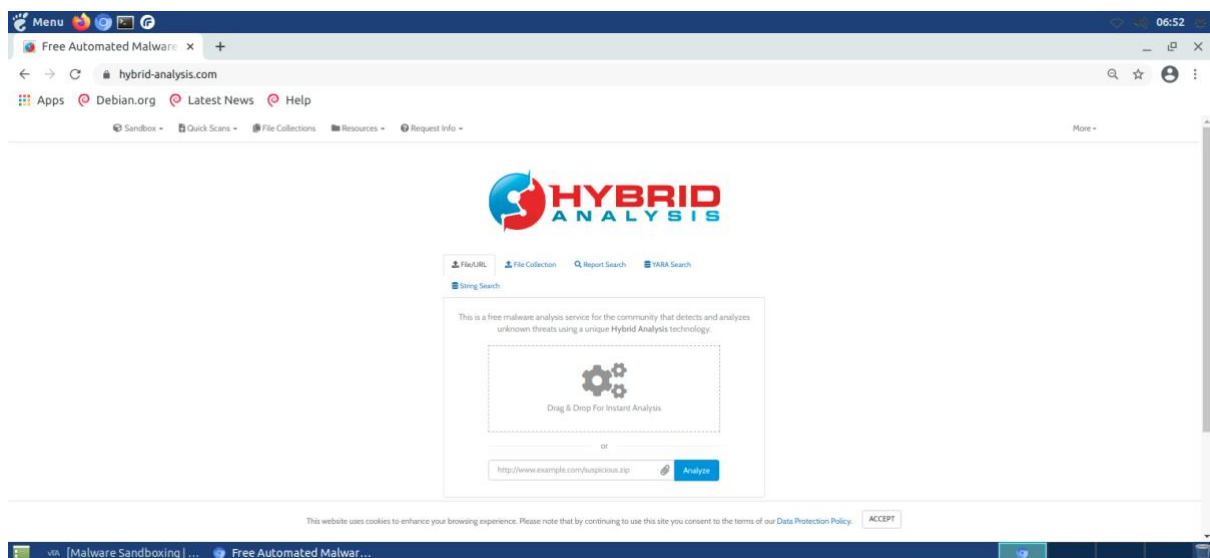 Menu 06:52
Free Automated Malware
hybrid-analysis.com
Apps Debian.org Latest News Help
Sandbox Quick Scans File Collections Resources Request Info More
HYBRID
ANALYSIS
File/URL File Collection Report Search YARA Search
String Search
This is a free malware analysis service for the community that detects and analyzes
unknown threats using a unique Hybrid Analysis technology.
Drag & Drop For Instant Analysis
or
http://www.example.com/suspicious.zip Analyze
This website uses cookies to enhance your browsing experience. Please note that by continuing to use this site you consent to the terms of our Data Protection Policy. ACCEPT
[Malware Sandboxing| ... Free Automated Malwar...